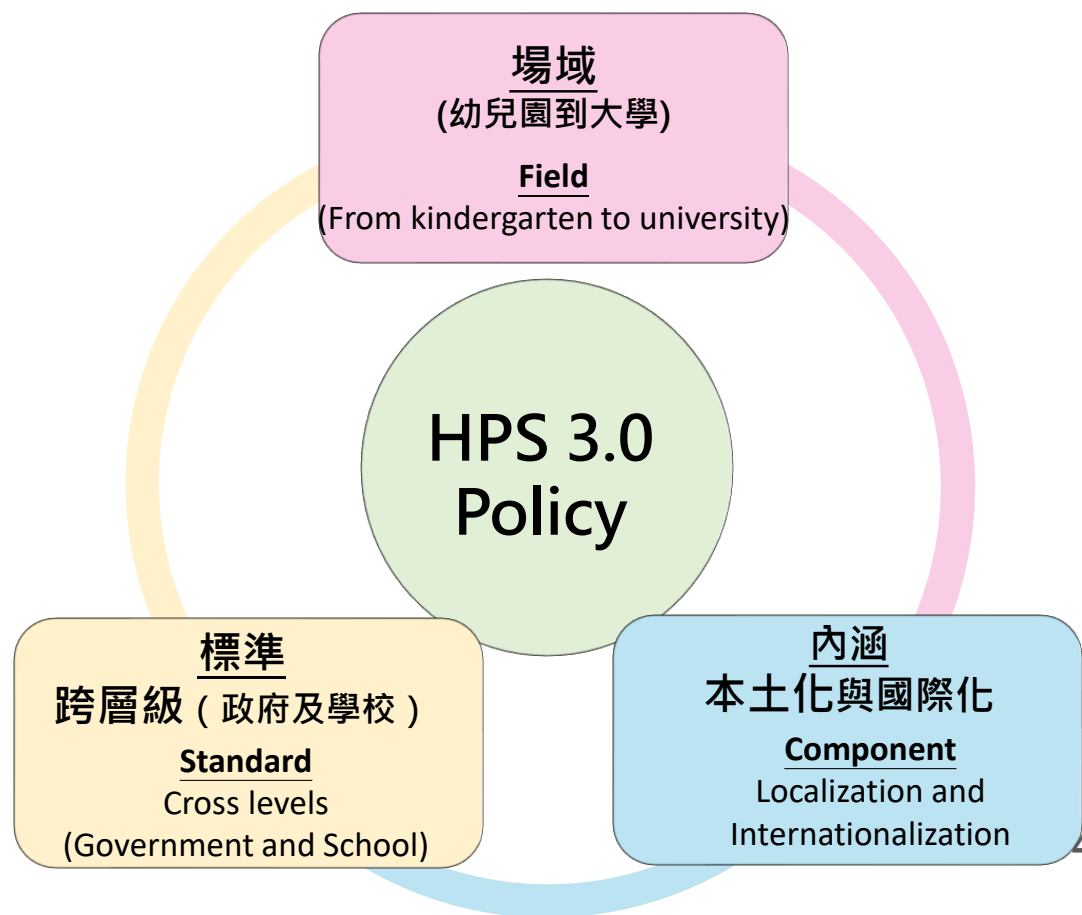 場域
(幼兒園到大學)
Field
(From kindergarten to university)
HPS 3.0
Policy
標準
跨層級（政府及學校）
Standard
Cross levels
(Government and School)
內涵
本土化與國際化
Component
Localization and
Internationalization